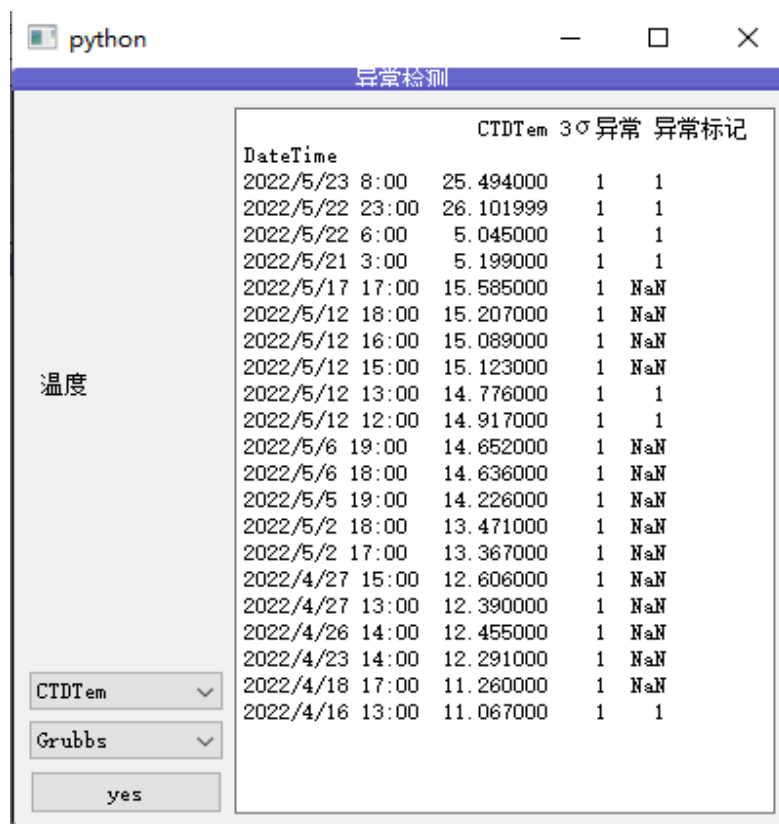 python
异常检测
CTDTem 3σ异常 异常标记
DateTime
2022/5/23 8:00 25.494000 1 1
2022/5/22 23:00 26.101999 1 1
2022/5/22 6:00 5.045000 1 1
2022/5/21 3:00 5.199000 1 1
2022/5/17 17:00 15.585000 1 NaN
2022/5/12 18:00 15.207000 1 NaN
2022/5/12 16:00 15.089000 1 NaN
2022/5/12 15:00 15.123000 1 NaN
2022/5/12 13:00 14.776000 1 1
2022/5/12 12:00 14.917000 1 1
2022/5/6 19:00 14.652000 1 NaN
2022/5/6 18:00 14.636000 1 NaN
2022/5/5 19:00 14.226000 1 NaN
2022/5/2 18:00 13.471000 1 NaN
2022/5/2 17:00 13.367000 1 NaN
2022/4/27 15:00 12.606000 1 NaN
2022/4/27 13:00 12.390000 1 NaN
2022/4/26 14:00 12.455000 1 NaN
2022/4/23 14:00 12.291000 1 NaN
2022/4/18 17:00 11.260000 1 NaN
2022/4/16 13:00 11.067000 1 1
温度
CTDTem
Grubbs
yes